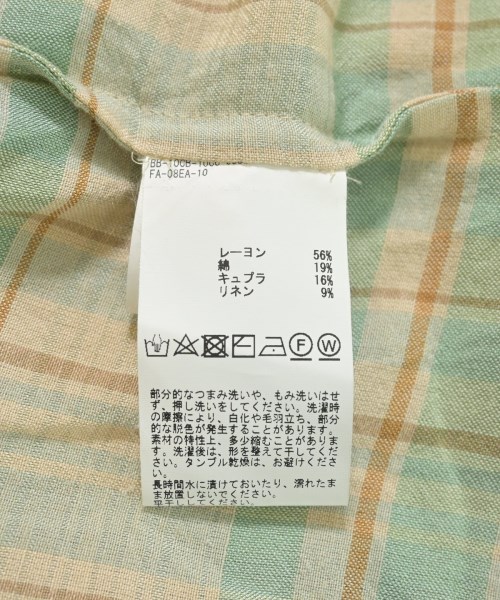 FA-Q8EA-10
レーヨン 56%
綿 19%
キュプラ 16%
リネン 9%
F W
部分的なつまみ洗いや、もみ洗いはせ
ず、押し洗いをしてください。洗濯時
の摩擦により、白化や毛羽立ち、部分
的な脱色が発生することがあります。
素材の特性上、多少縮むことがありま
す。洗濯後は、形を整えて干してくだ
さい。タンブル乾燥は、お避けくださ
い。
長時間水に漬けておいたり、濡れたま
ま放置しないでください。